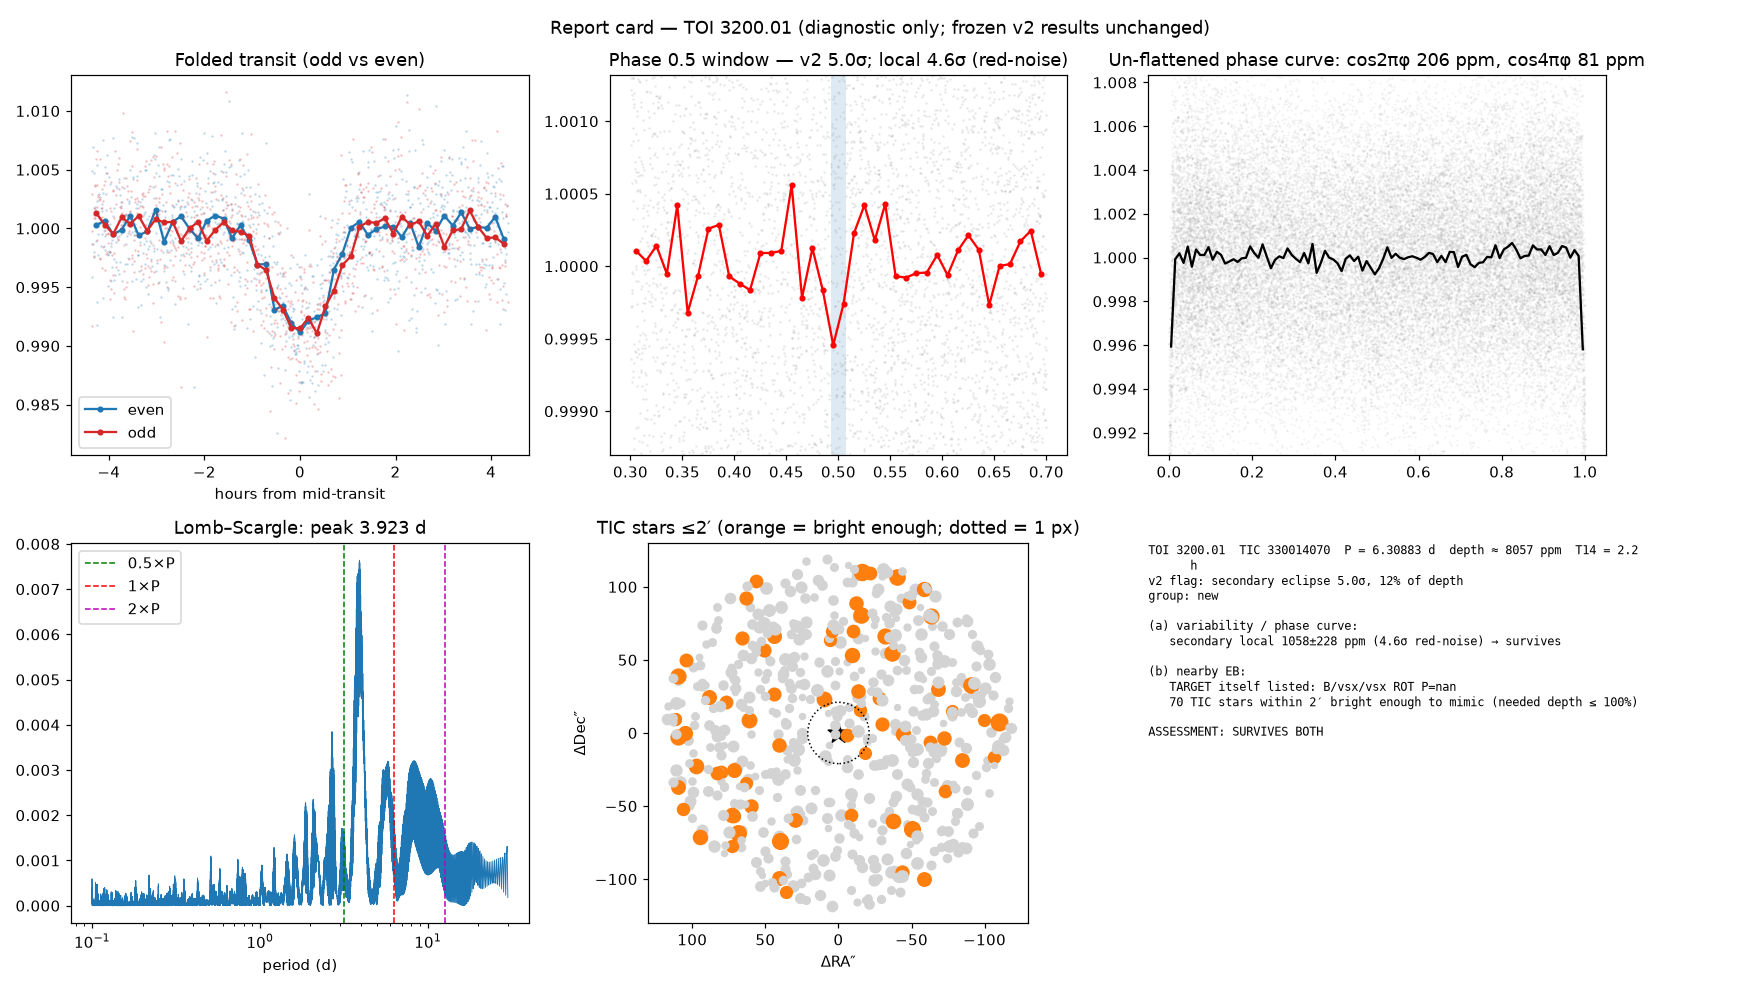 Report card — TOI 3200.01 (diagnostic only; frozen v2 results unchanged)
Folded transit (odd vs even)
1.010
1.005
1.000
0.995
0.990
0.985
even
odd
−4
−2
0
2
4
hours from mid-transit
Phase 0.5 window — v2 5.0σ; local 4.6σ (red-noise)
1.0010
1.0005
1.0000
0.9995
0.9990
0.30
0.35
0.40
0.45
0.50
0.55
0.60
0.65
0.70
Un-flattened phase curve: cos2πφ 206 ppm, cos4πφ 81 ppm
1.008
1.006
1.004
1.002
1.000
0.998
0.996
0.994
0.992
0.0
0.2
0.4
0.6
0.8
1.0
Lomb–Scargle: peak 3.923 d
0.008
0.007
0.006
0.005
0.004
0.003
0.002
0.001
0.000
0.5×P
1×P
2×P
10⁻¹
10⁰
10¹
period (d)
TIC stars ≤2′ (orange = bright enough; dotted = 1 px)
ΔDec″
100
50
0
−50
−100
100
50
0
−50
−100
ΔRA″
TOI 3200.01  TIC 330014070  P = 6.30883 d  depth ≈ 8057 ppm  T14 = 2.2
h
v2 flag: secondary eclipse 5.0σ, 12% of depth
group: new
(a) variability / phase curve:
secondary local 1058±228 ppm (4.6σ red-noise) → survives
(b) nearby EB:
TARGET itself listed: B/vsx/vsx ROT P=nan
70 TIC stars within 2′ bright enough to mimic (needed depth ≤ 100%)
ASSESSMENT: SURVIVES BOTH